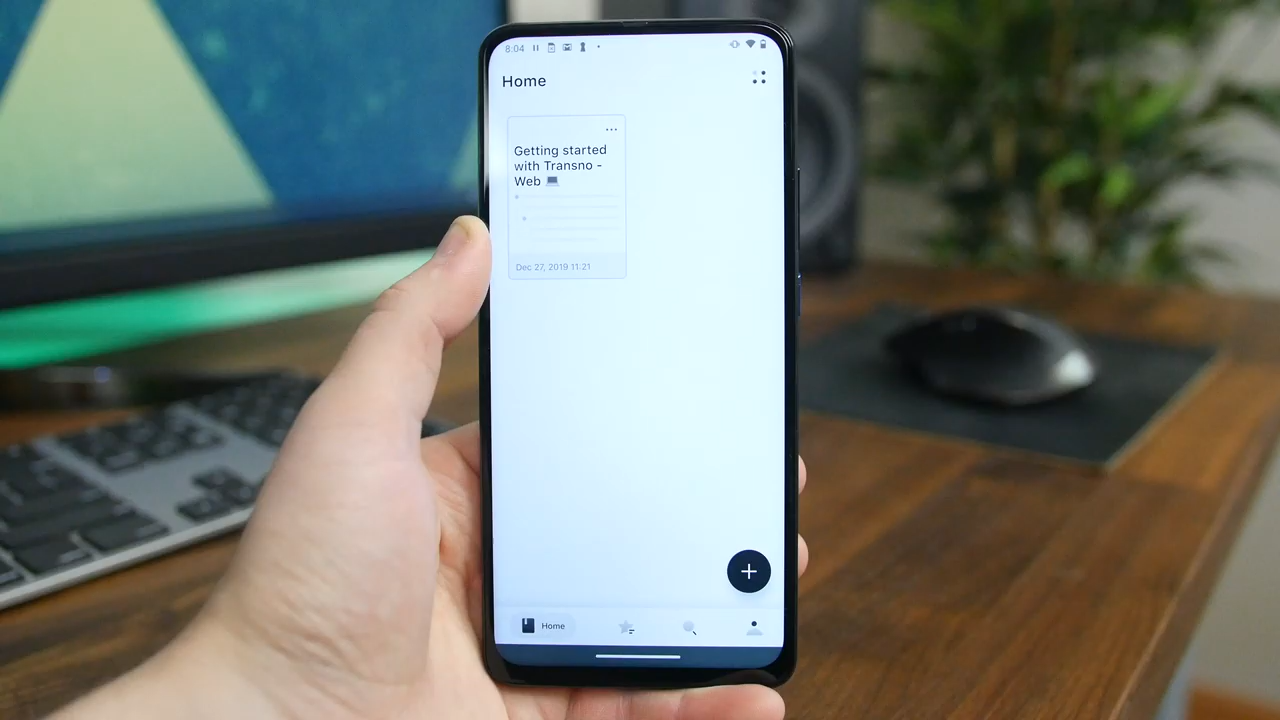 8:04
Home
Getting started
with Transno -
Web 💻
Dec 27, 2019 11:21
Home